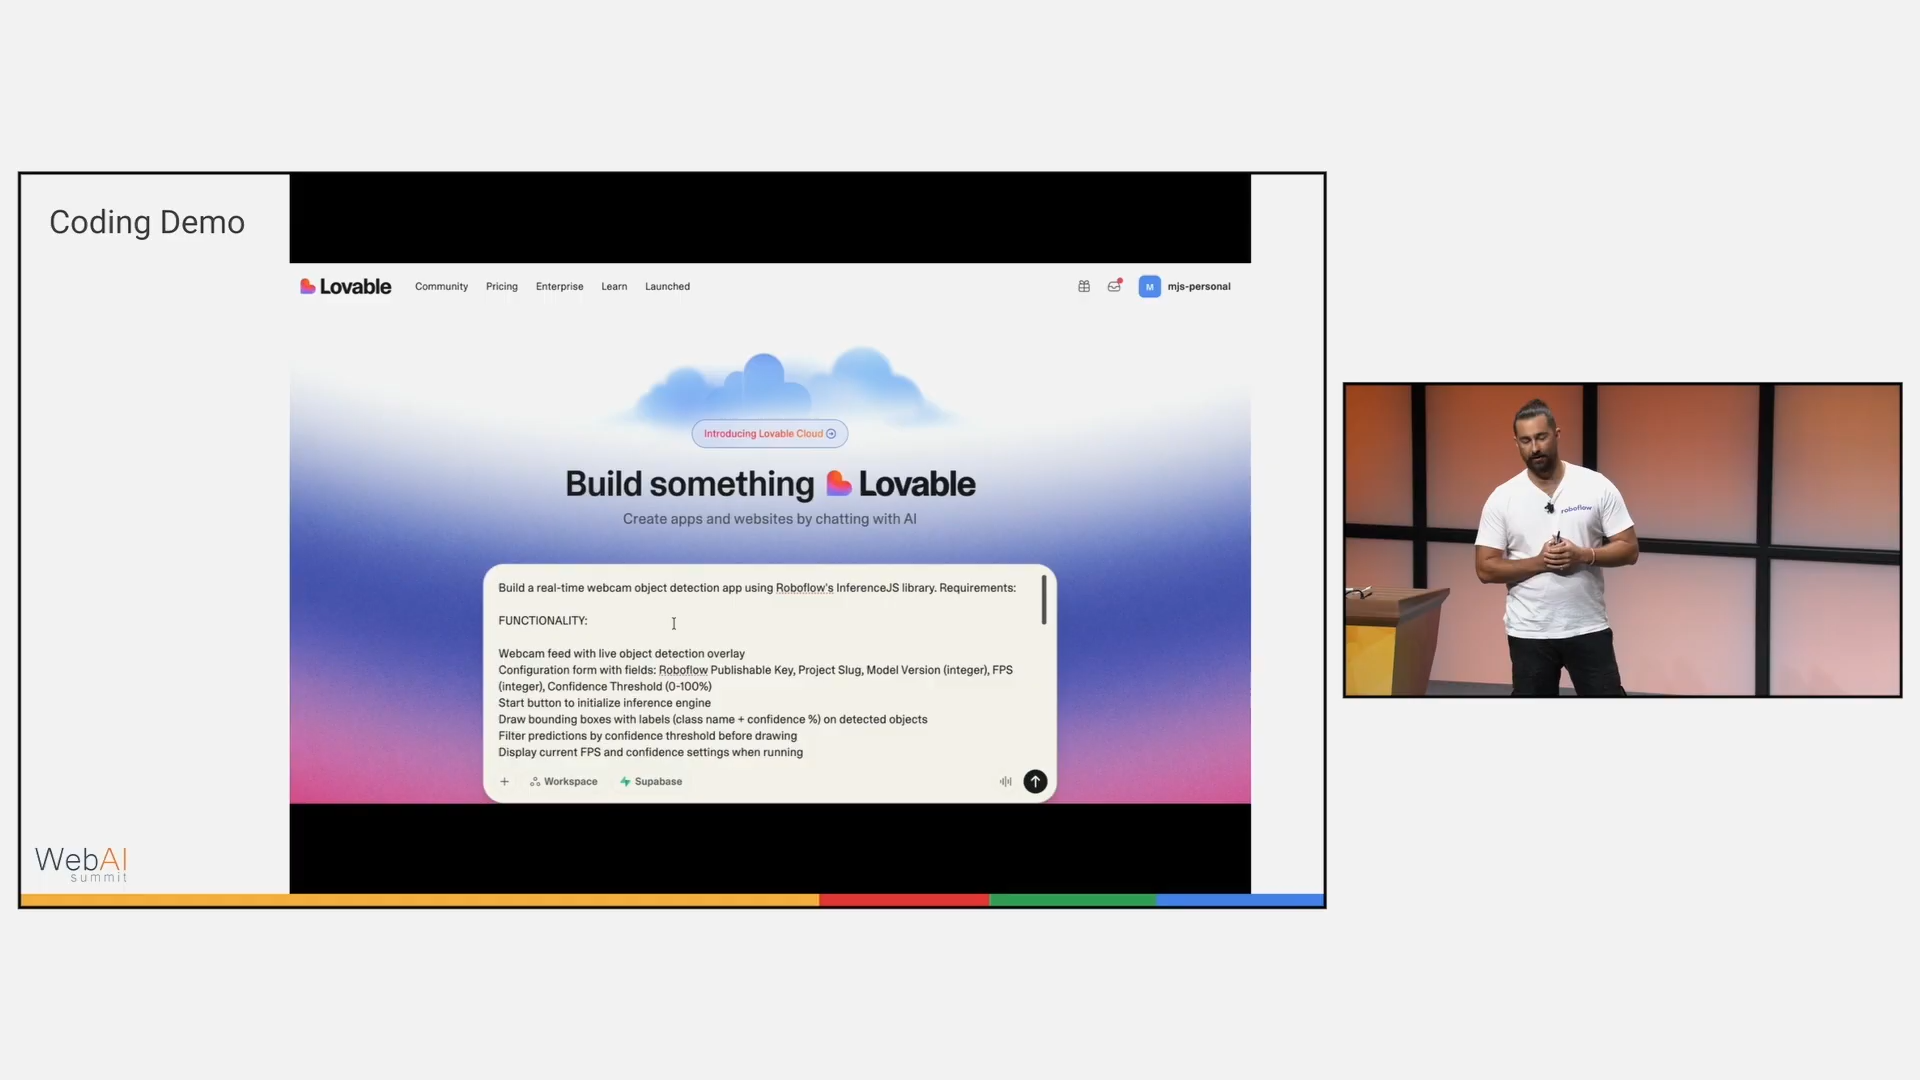 Coding Demo
Lovable
Community
Pricing
Enterprise
Learn
Launched
M
mjs-personal
Introducing Lovable Cloud
Build something Lovable
Create apps and websites by chatting with AI
Build a real-time webcam object detection app using Roboflow's InferenceJS library. Requirements:
FUNCTIONALITY:
Webcam feed with live object detection overlay
Configuration form with fields: Roboflow Publishable Key, Project Slug, Model Version (integer), FPS
(integer), Confidence Threshold (0-100%)
Start button to initialize inference engine
Draw bounding boxes with labels (class name + confidence %) on detected objects
Filter predictions by confidence threshold before drawing
Display current FPS and confidence settings when running
Workspace
Supabase
WebAI
summit
roboflow